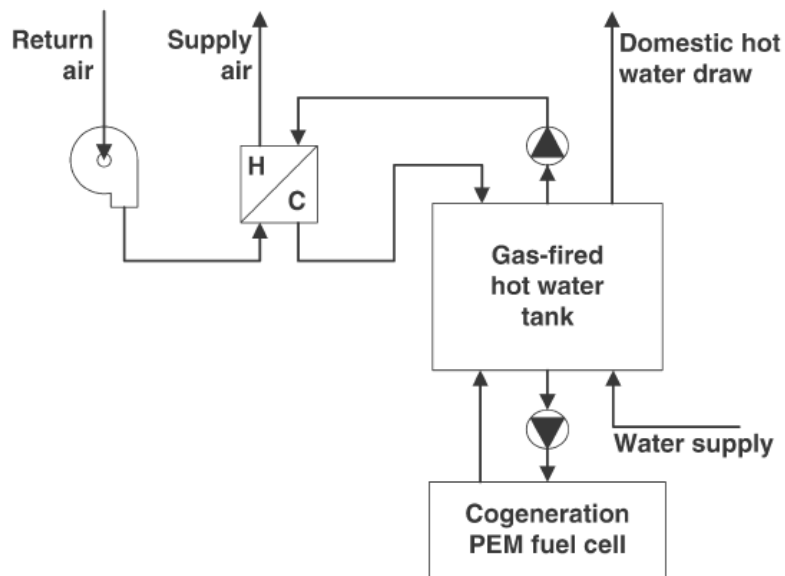 Return
air
Supply
air
Domestic hot
water draw
H
C
Gas-fired
hot water
tank
Water supply
Cogeneration
PEM fuel cell